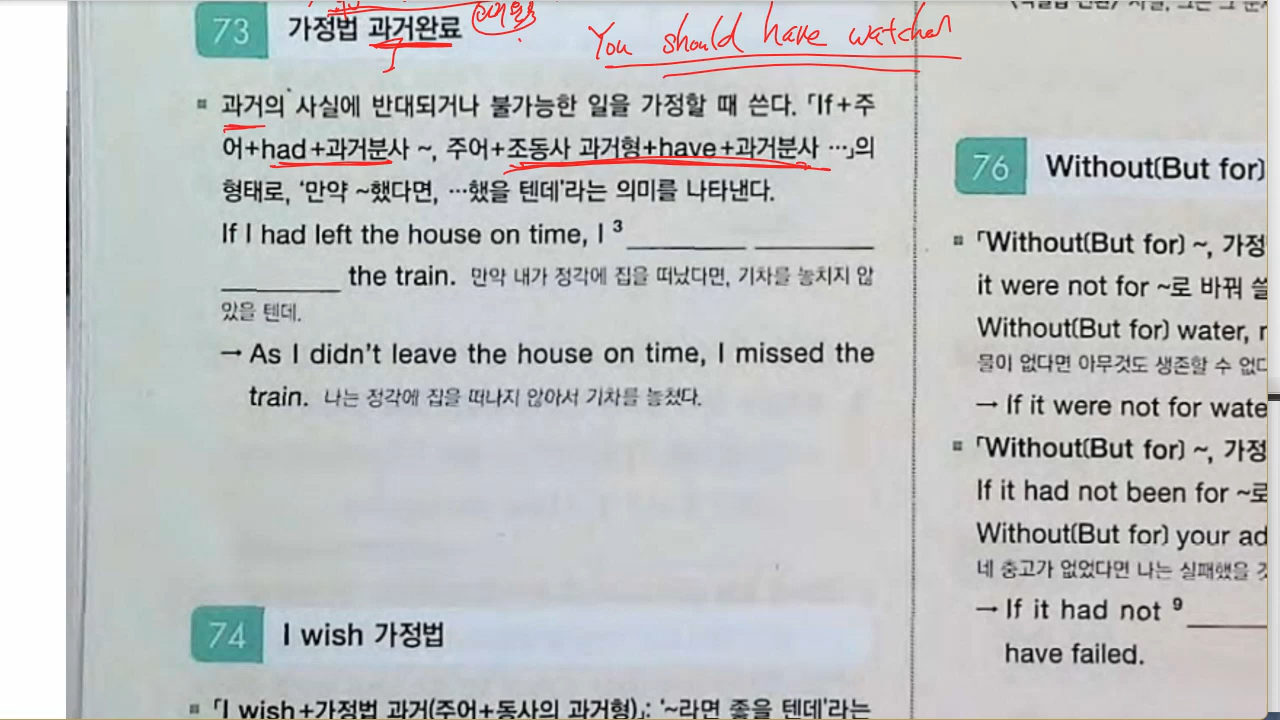 You should have watched
73 가정법 과거완료
과거의 사실에 반대되거나 불가능한 일을 가정할 때 쓴다. 「If+주
어+had+과거분사 ~, 주어+조동사 과거형+have+과거분사 …」의
형태로, '만약 ~했다면, …했을 텐데'라는 의미를 나타낸다.
If I had left the house on time, I ³ ________ ________
________ the train. 만약 내가 정각에 집을 떠났다면, 기차를 놓치지 않
았을 텐데.
→ As I didn't leave the house on time, I missed the
train. 나는 정각에 집을 떠나지 않아서 기차를 놓쳤다.
74 I wish 가정법
「I wish+가정법 과거(주어+동사의 과거형)」: '~라면 좋을 텐데'라는
76 Without(But for)
「Without(But for) ~, 가정
it were not for ~로 바꿔 쓸
Without(But for) water,
물이 없다면 아무것도 생존할 수 없다
→ If it were not for wate
「Without(But for) ~, 가정
If it had not been for ~로
Without(But for) your ad
네 충고가 없었다면 나는 실패했을
→ If it had not ⁹ ________
have failed.